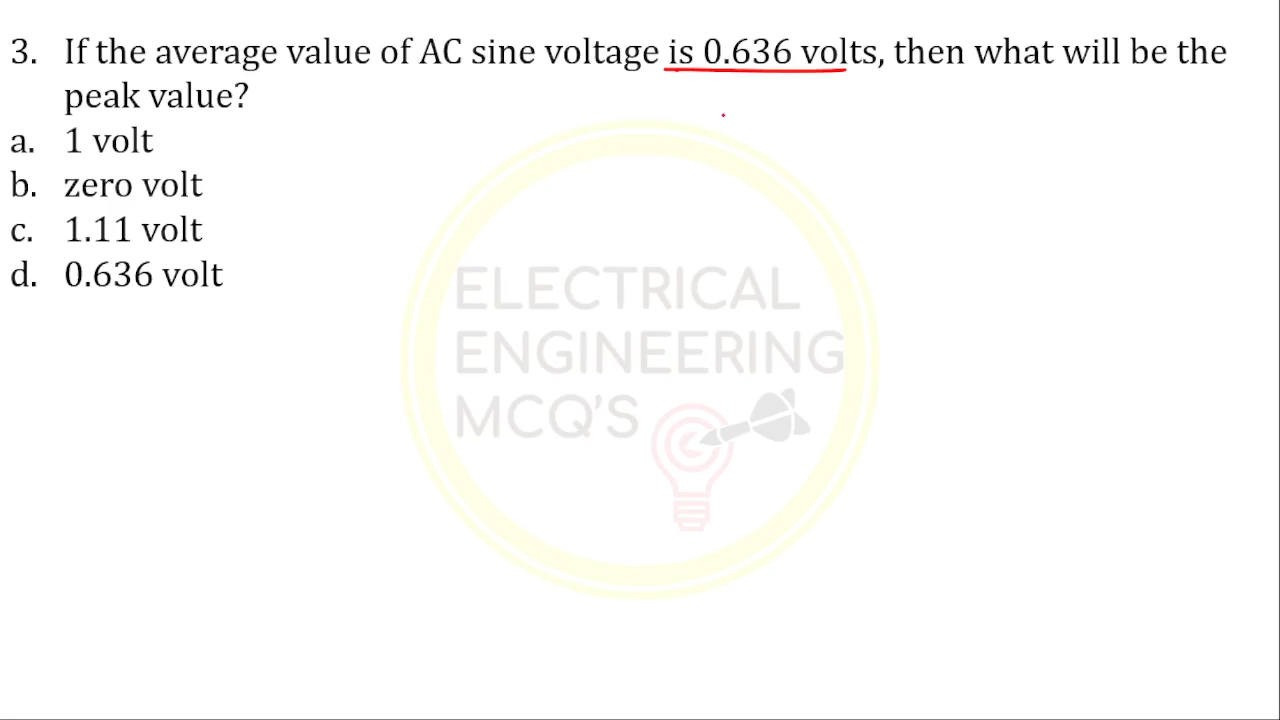 3. If the average value of AC sine voltage is 0.636 volts, then what will be the
peak value?
a. 1 volt
b. zero volt
c. 1.11 volt
d. 0.636 volt
ELECTRICAL
ENGINEERING
MCQ'S